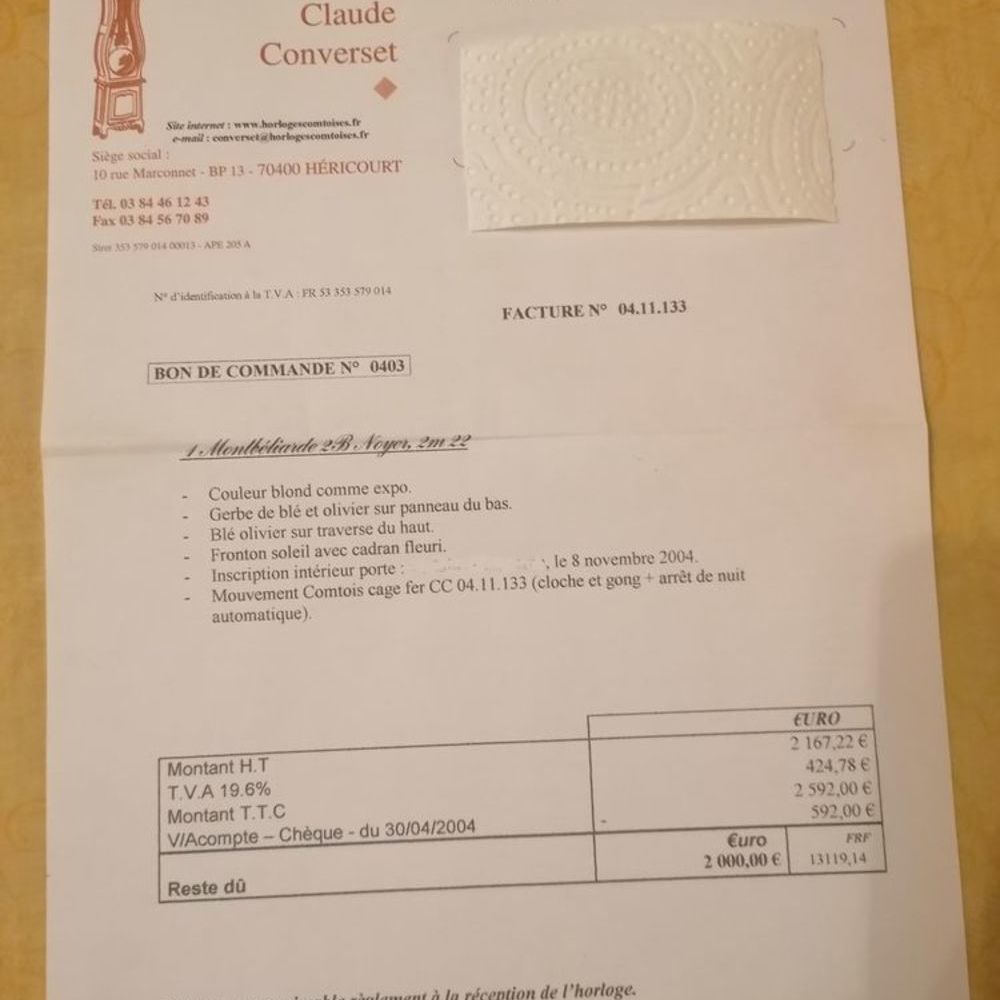 Claude
Converset
Site internet : www.horlogescomtoises.fr
e-mail : converset@horlogescomtoises.fr
Siège social :
10 rue Marconnet - BP 13 - 70400 HÉRICOURT
Tél. 03 84 46 12 43
Fax 03 84 56 70 89
Siret 353 579 014 00013 - APE 205 A
N° d'identification à la T.V.A : FR 53 353 579 014
FACTURE N° 04.11.133
BON DE COMMANDE N° 0403
1 Montbéliarde 2B Noyer, 2m 22
- Couleur blond comme expo.
- Gerbe de blé et olivier sur panneau du bas.
- Blé olivier sur traverse du haut.
- Fronton soleil avec cadran fleuri.
- Inscription intérieur porte : , le 8 novembre 2004.
- Mouvement Comtois cage fer CC 04.11.133 (cloche et gong + arrêt de nuit
automatique).
€URO
Montant H.T 2 167,22 €
T.V.A 19.6% 424,78 €
Montant T.T.C 2 592,00 €
V/Acompte – Chèque - du 30/04/2004 - 592,00 €
€uro FRF
Reste dû 2 000,00 € 13119,14
règlement à la réception de l'horloge.